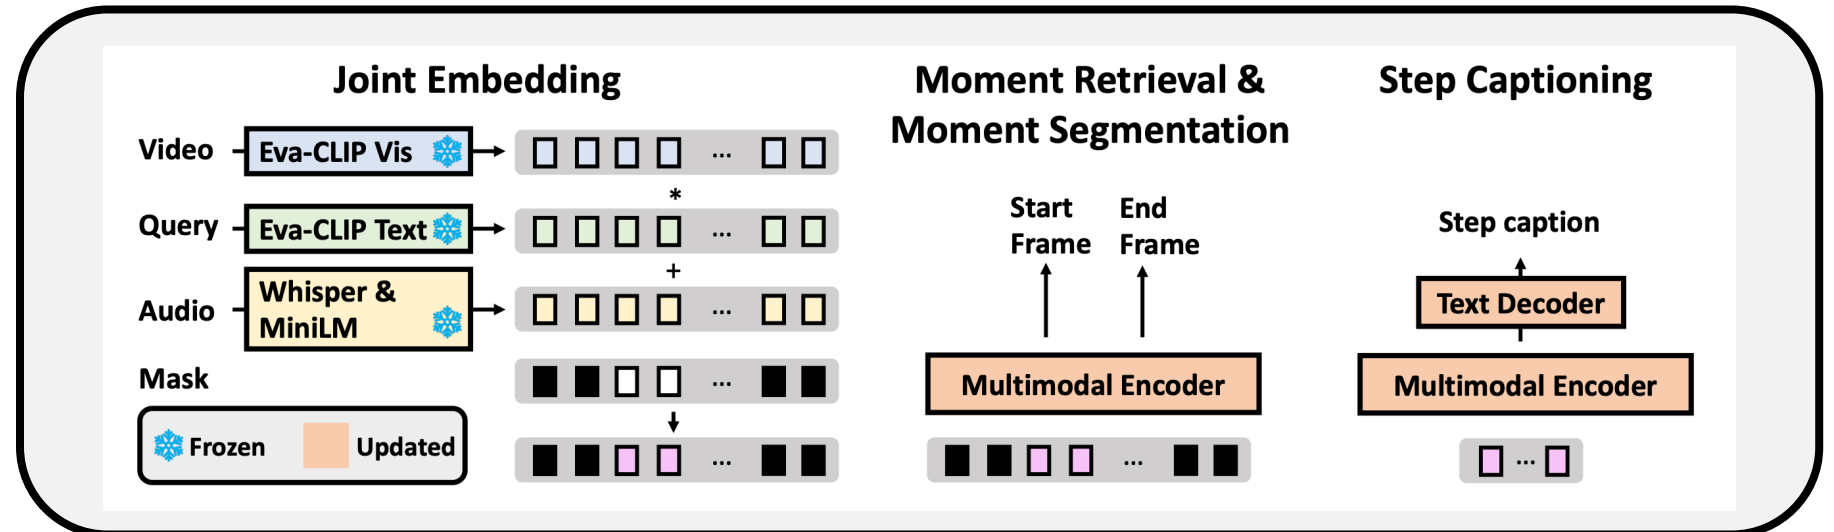 Joint Embedding
Video
Eva-CLIP Vis
...
*
Query
Eva-CLIP Text
...
+
Audio
Whisper &
MiniLM
...
Mask
...
Frozen
Updated
...
Moment Retrieval &
Moment Segmentation
Start
Frame
End
Frame
Multimodal Encoder
...
Step Captioning
Step caption
Text Decoder
Multimodal Encoder
...